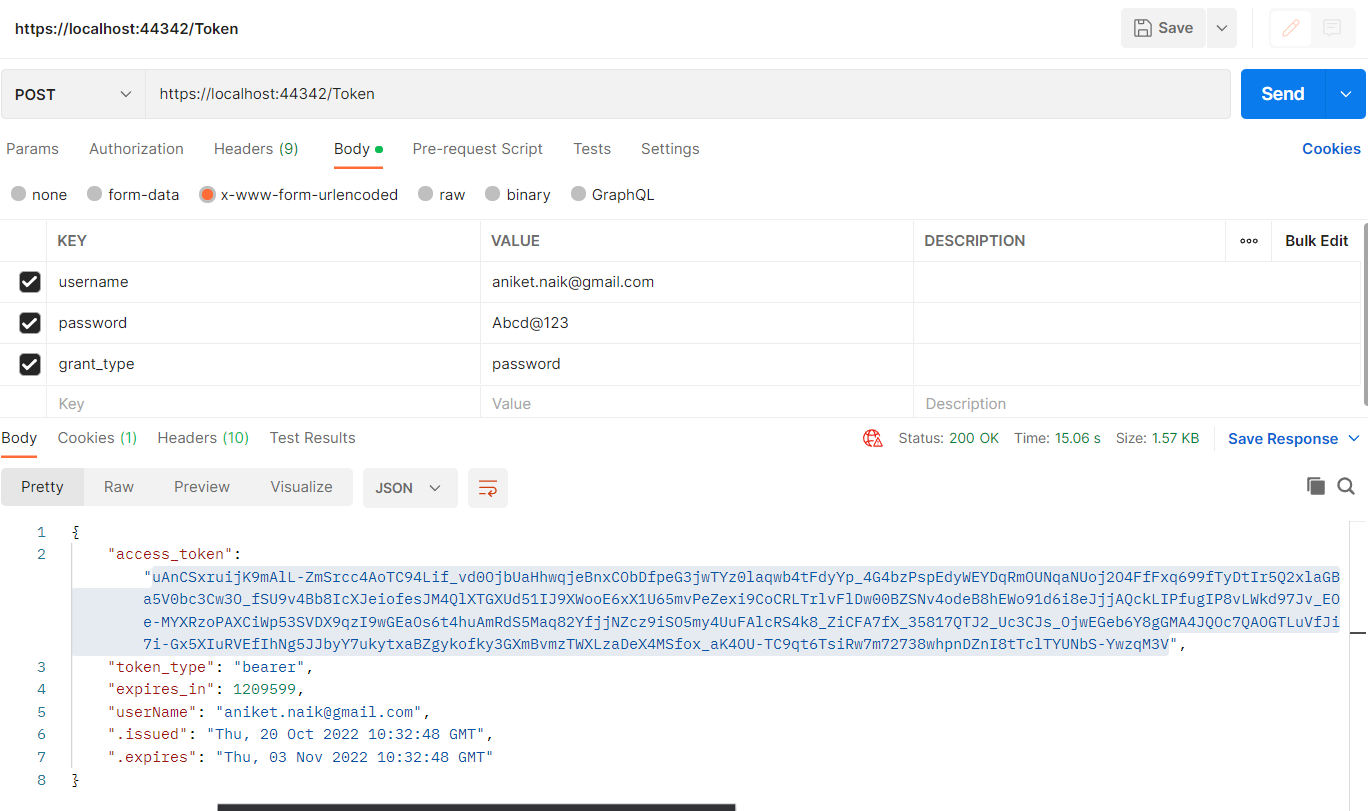 https://localhost:44342/Token
Save
POST
https://localhost:44342/Token
Send
Params Authorization Headers (9) Body Pre-request Script Tests Settings Cookies
none form-data x-www-form-urlencoded raw binary GraphQL
KEY VALUE DESCRIPTION ooo Bulk Edit
username aniket.naik@gmail.com
password Abcd@123
grant_type password
Key Value Description
Body Cookies (1) Headers (10) Test Results Status: 200 OK Time: 15.06 s Size: 1.57 KB Save Response
Pretty Raw Preview Visualize JSON
1 {
2 "access_token":
"uAnCSxruijK9mAlL-ZmSrcc4AoTC94Lif_vd0OjbUaHhwqjeBnxCObDfpeG3jwTYz0laqwb4tFdyYp_4G4bzPspEdyWEYDqRmOUNqaNUoj2O4FfFxq699fTyDtIr5Q2xlaGB
a5V0bc3Cw3O_fSU9v4Bb8IcXJeiofesJM4QlXTGXUd51IJ9XWooE6xX1U65mvPeZexi9CoCRLTrlvFlDw00BZSNv4odeB8hEWo91d6i8eJjjAQckLIPfugIP8vLWkd97Jv_EO
e-MYXRzoPAXCiWp53SVDX9qzI9wGEaOs6t4huAmRdS5Maq82YfjjNZcz9iSO5my4UuFAlcRS4k8_ZiCFA7fX_35817QTJ2_Uc3CJs_OjwEGeb6Y8gGMA4JQOc7QAOGTLuVfJi
7i-Gx5XIuRVEfIhNg5JJbyY7ukytxaBZgykofky3GXmBvmzTWXLzaDeX4MSfox_aK4OU-TC9qt6TsiRw7m72738whpnDZnI8tTclTYUNbS-YwzqM3V",
3 "token_type": "bearer",
4 "expires_in": 1209599,
5 "userName": "aniket.naik@gmail.com",
6 ".issued": "Thu, 20 Oct 2022 10:32:48 GMT",
7 ".expires": "Thu, 03 Nov 2022 10:32:48 GMT"
8 }